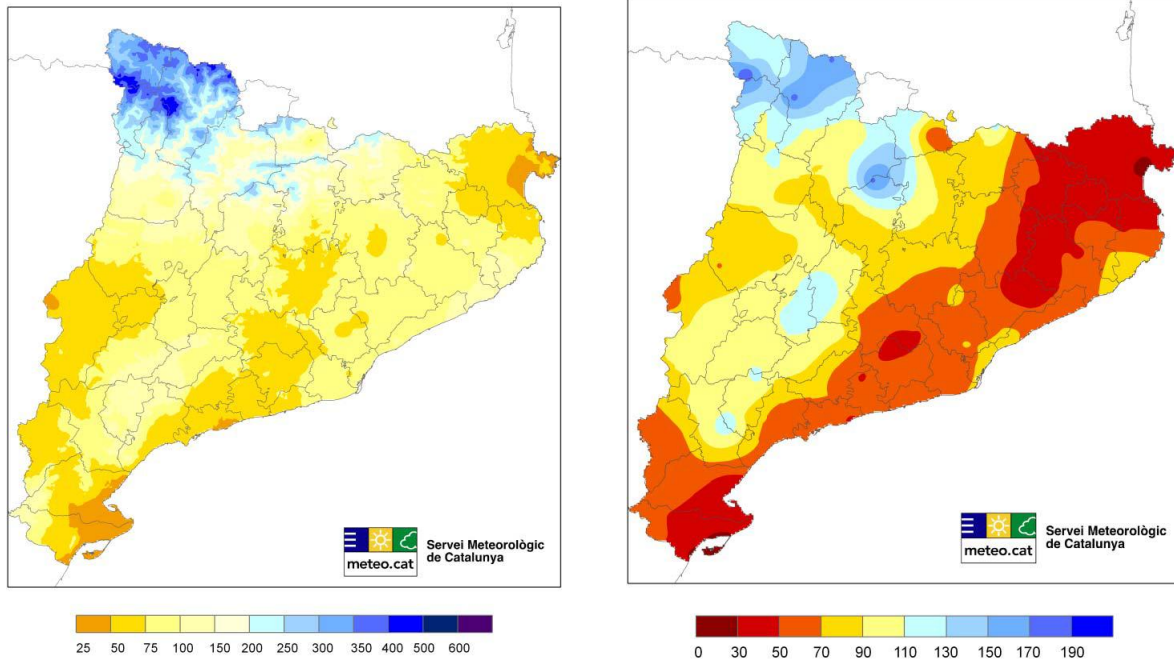 Servei Meteorològic
de Catalunya
meteo.cat
25 50 75 100 150 200 250 300 350 400 500 600
Servei Meteorològic
de Catalunya
meteo.cat
0 30 50 70 90 110 130 150 170 190